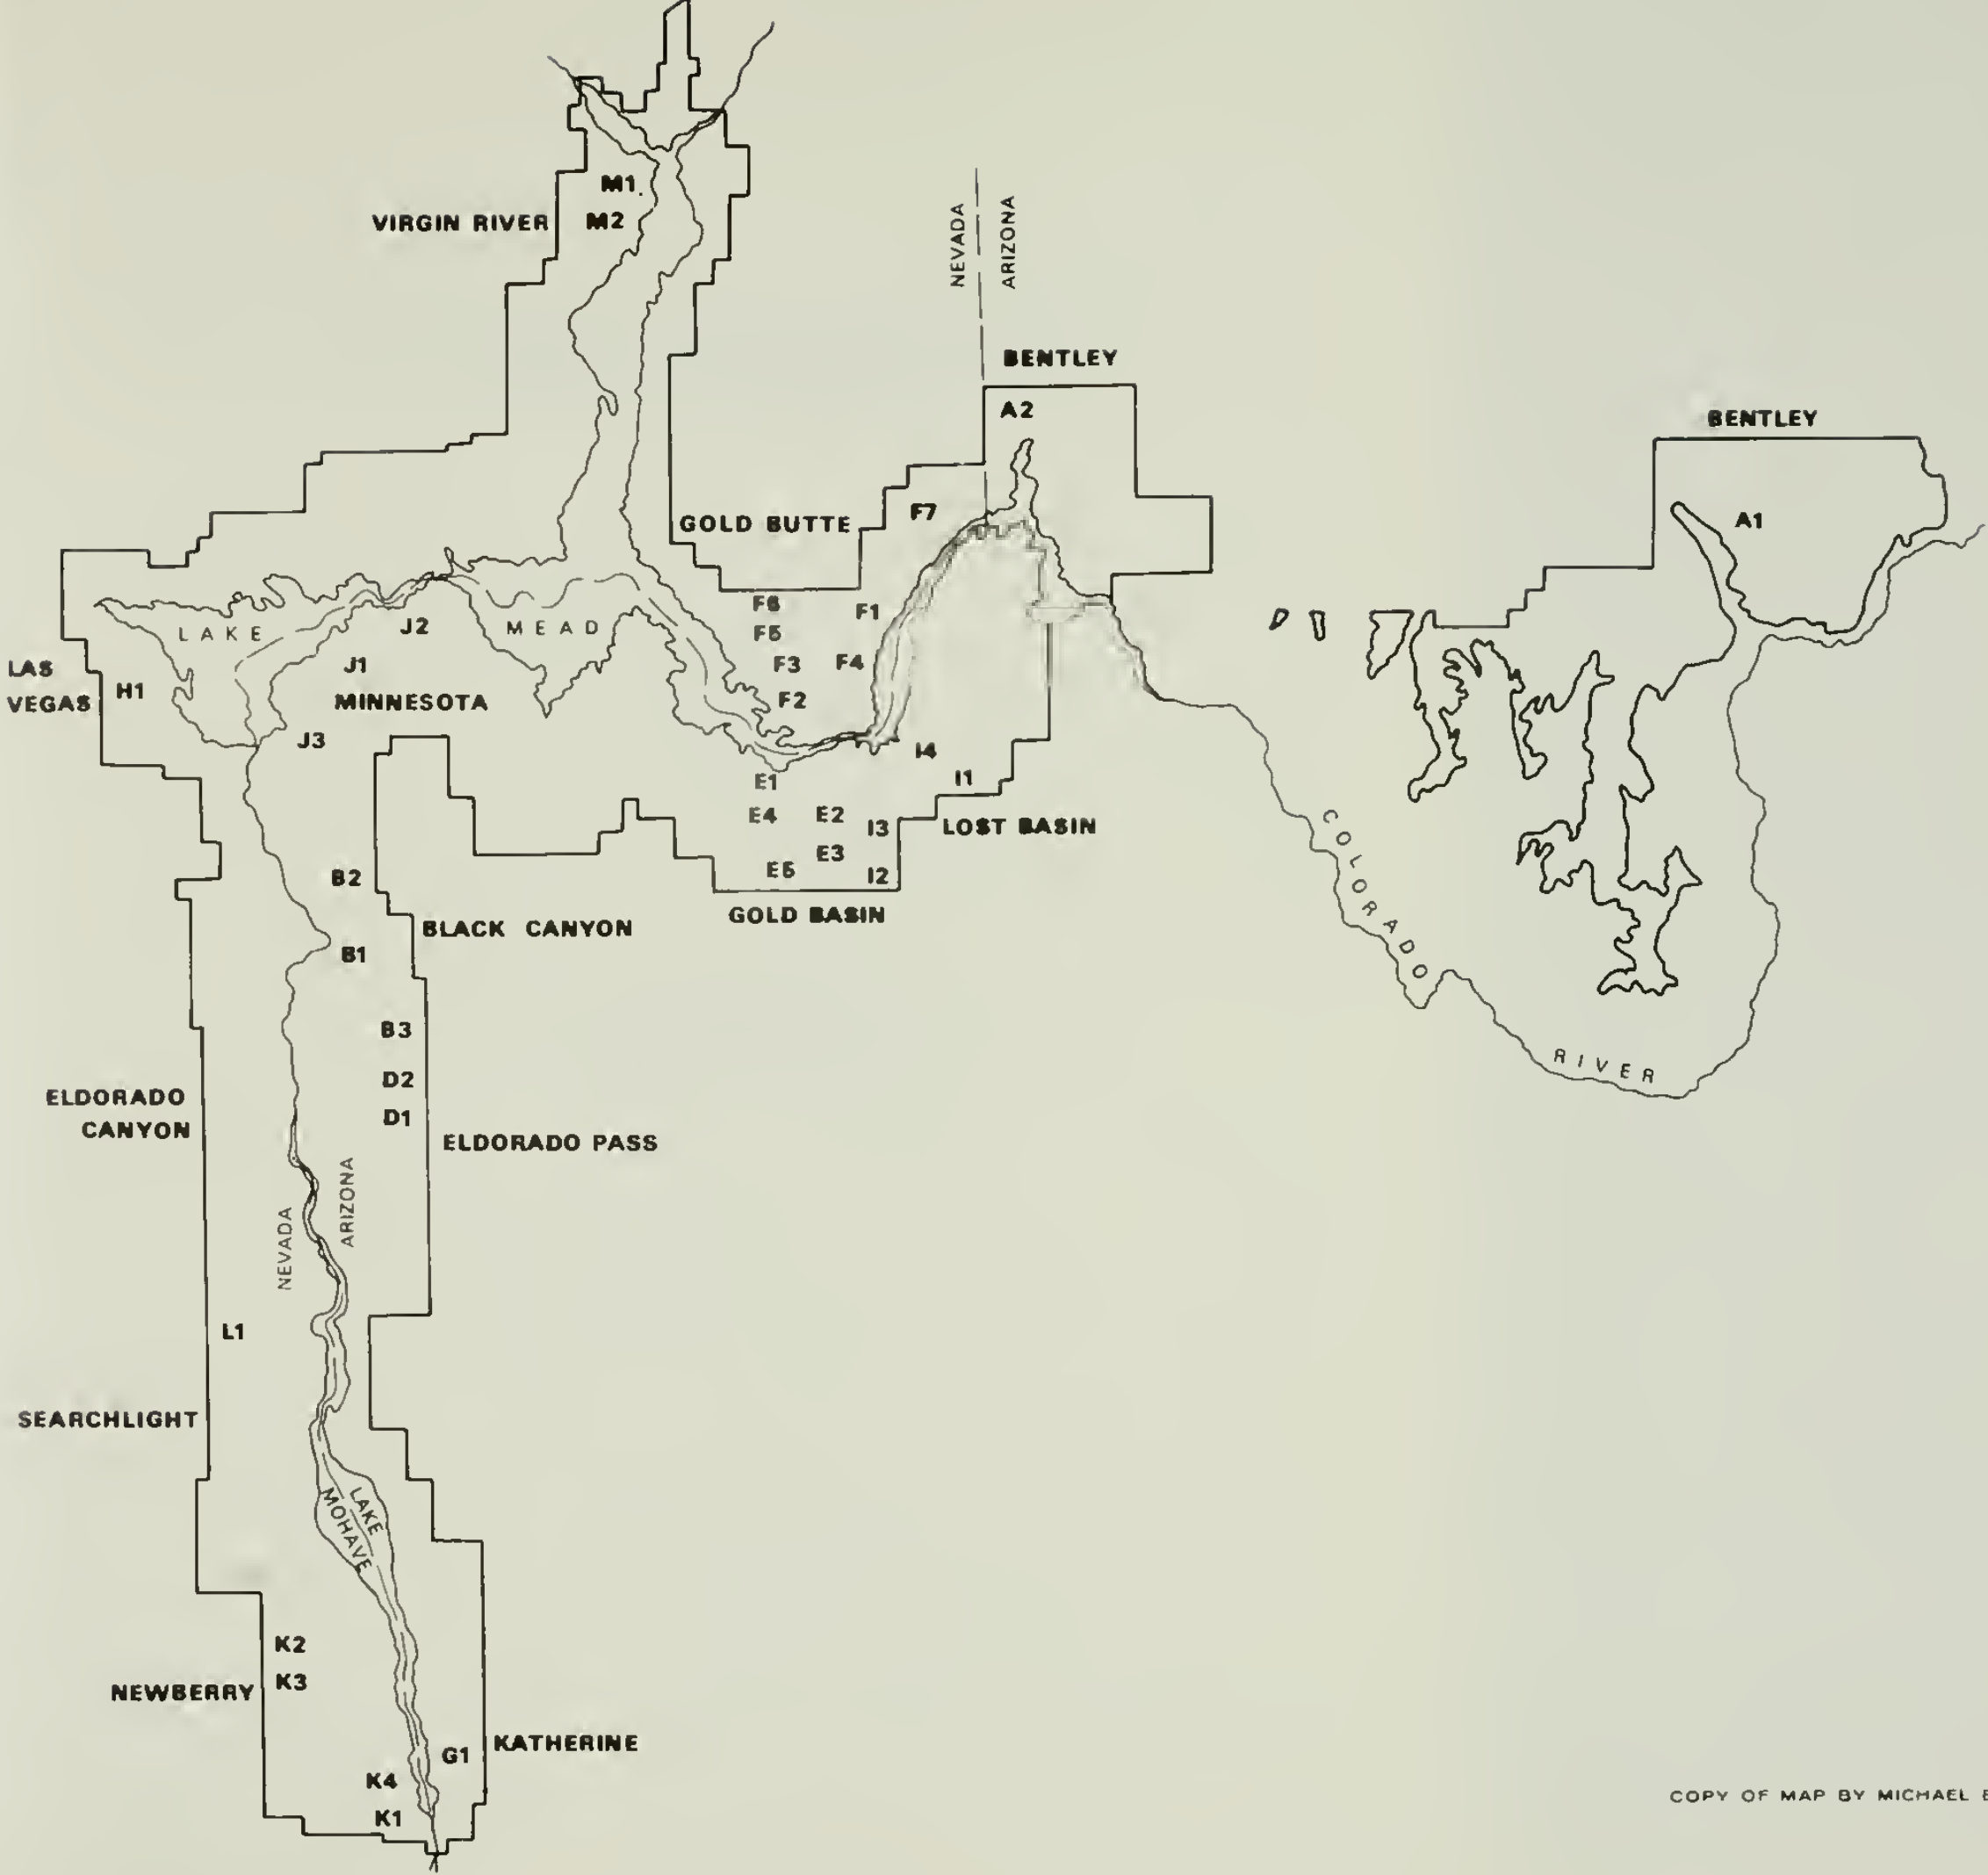 M1
VIRGIN RIVER
M2
NEVADA
ARIZONA
BENTLEY
A2
BENTLEY
A1
GOLD BUTTE
F7
F6
F1
F5
LAKE
MEAD
J2
LAS
VEGAS
H1
J1
MINNESOTA
F3
F4
F2
J3
I4
E1
I1
E4
E2
I3
LOST BASIN
E3
E5
I2
GOLD BASIN
B2
BLACK CANYON
B1
COLORADO
RIVER
B3
D2
D1
ELDORADO
CANYON
ELDORADO PASS
NEVADA
ARIZONA
L1
SEARCHLIGHT
LAKE
MOHAVE
K2
K3
NEWBERRY
G1
KATHERINE
K4
K1
COPY OF MAP BY MICHAEL